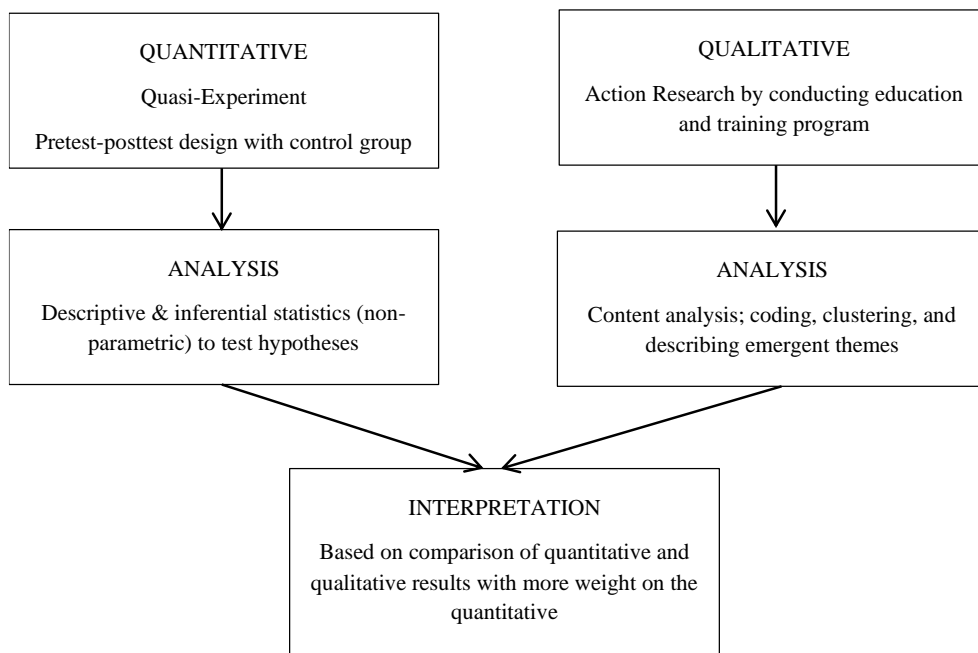 QUANTITATIVE
Quasi-Experiment
Pretest-posttest design with control group
QUALITATIVE
Action Research by conducting education
and training program
ANALYSIS
Descriptive & inferential statistics (non-
parametric) to test hypotheses
ANALYSIS
Content analysis; coding, clustering, and
describing emergent themes
INTERPRETATION
Based on comparison of quantitative and
qualitative results with more weight on the
quantitative